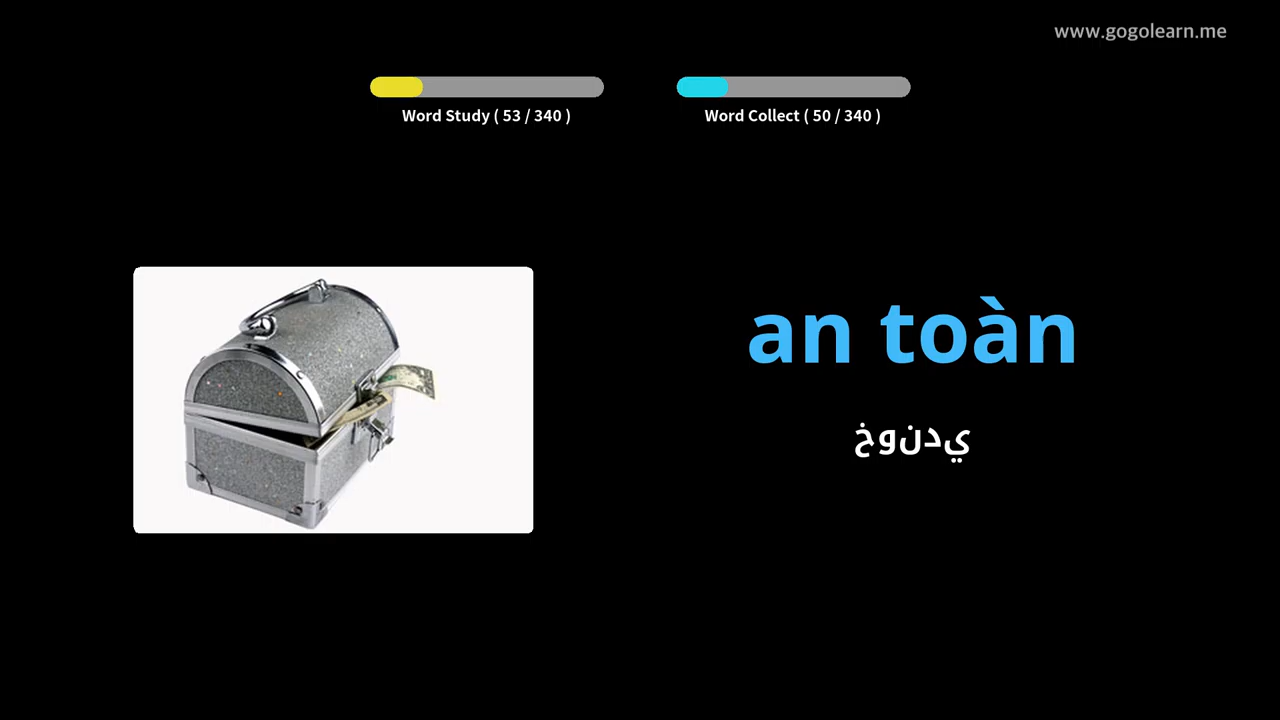 www.gogolearn.me
Word Study ( 53 / 340 )
Word Collect ( 50 / 340 )
an toàn
خوندي